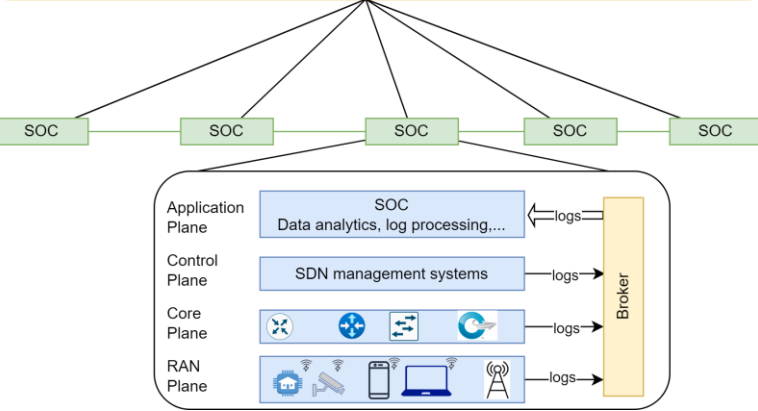 SOC
SOC
SOC
SOC
SOC
Application
Plane
SOC
Data analytics, log processing,...
logs
Control
Plane
SDN management systems
logs
Broker
Core
Plane
logs
RAN
Plane
logs